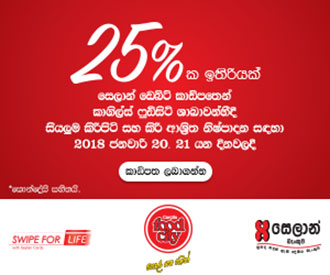 25% ක ඉතිරියක්
සෙලාන් ඩෙබිට් කාඩ්පතෙන්
කාගිල්ස් ෆුඩ්සිටි ශාඛාවන්හිදී
සියලුම කිරිපිටි සහ කිරි ආශ්‍රිත නිෂ්පාදන සඳහා
2018 ජනවාරි 20, 21 යන දිනවලදී
කාඩ්පත ලබාගන්න
*කොන්දේසි සහිතයි.
SWIPE FOR LIFE
food city
සෙලාන්
බැංකුව